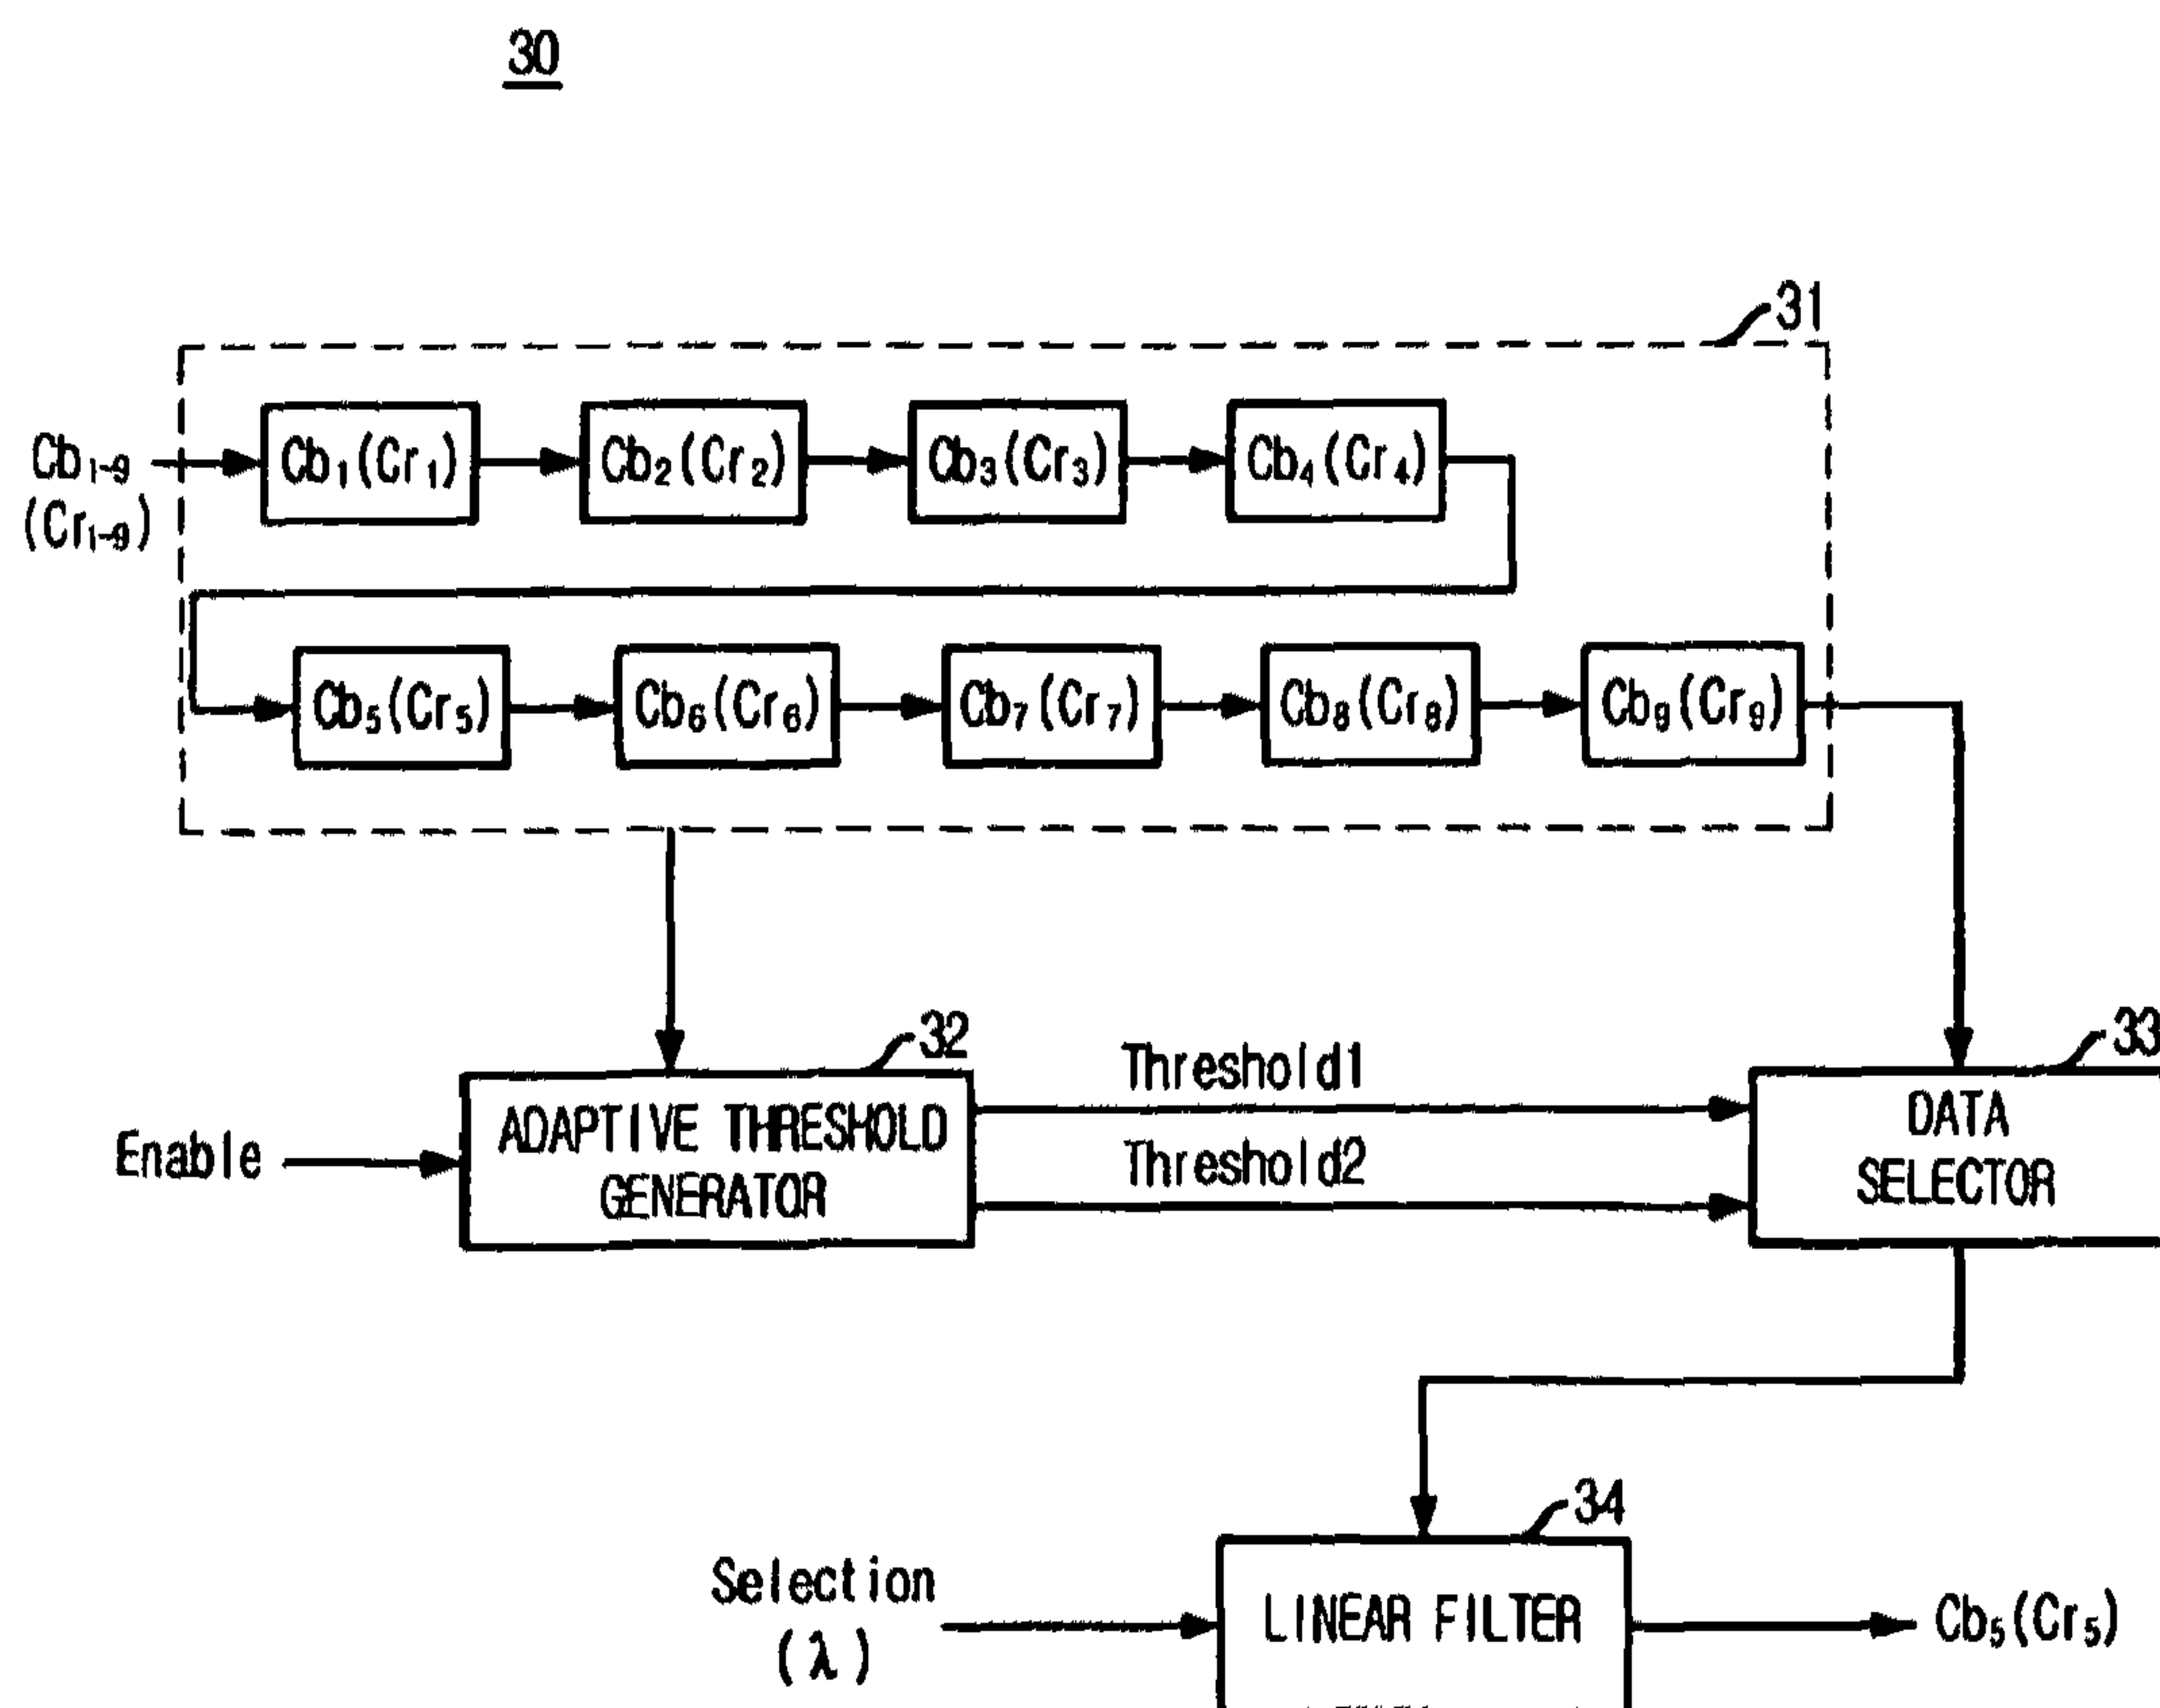 30
31
Cb₁₋₉
(Cr₁₋₉)
Cb₁(Cr₁)
Cb₂(Cr₂)
Cb₃(Cr₃)
Cb₄(Cr₄)
Cb₅(Cr₅)
Cb₆(Cr₆)
Cb₇(Cr₇)
Cb₈(Cr₈)
Cb₉(Cr₉)
32
Threshold1
33
Enable
ADAPTIVE THRESHOLD
GENERATOR
Threshold2
DATA
SELECTOR
34
Selection
(λ)
LINEAR FILTER
Cb₅(Cr₅)